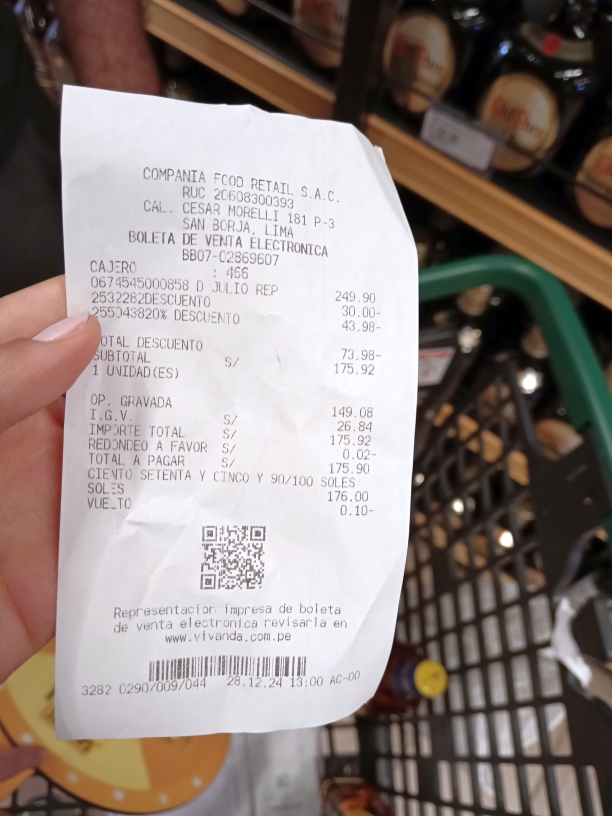 COMPANIA FOOD RETAIL S.A.C.
RUC 20608300393
CAL. CESAR MORELLI 181 P-3
SAN BORJA, LIMA
BOLETA DE VENTA ELECTRONICA
BB07-02869607
CAJERO : 466
0674545000858 D JULIO REP 249.90
2532282DESCUENTO 30.00-
255043820% DESCUENTO 43.98-
TOTAL DESCUENTO 73.98-
SUBTOTAL S/ 175.92
1 UNIDAD(ES)
OP. GRAVADA S/ 149.08
I.G.V. S/ 26.84
IMPORTE TOTAL S/ 175.92
REDONDEO A FAVOR S/ 0.02-
TOTAL A PAGAR S/ 175.90
CIENTO SETENTA Y CINCO Y 90/100 SOLES
SOLES 176.00
VUELTO 0.10-
Representacion impresa de boleta
de venta electronica revisarla en
www.vivanda.com.pe
3282 0290/009/044 28.12.24 13:00 AC-00